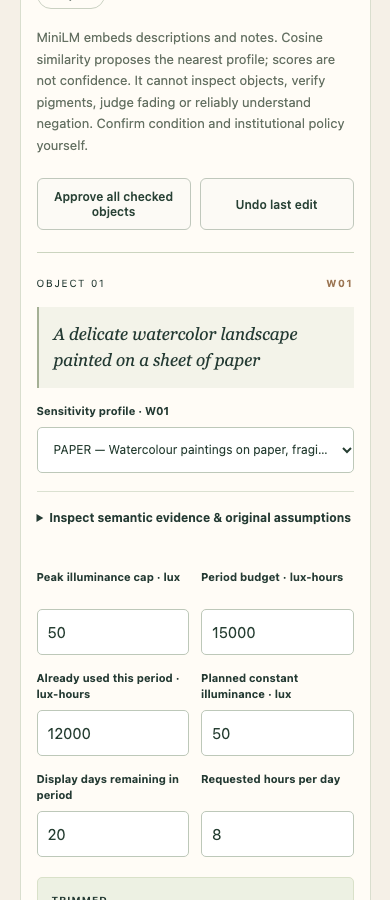 MiniLM embeds descriptions and notes. Cosine
similarity proposes the nearest profile; scores are
not confidence. It cannot inspect objects, verify
pigments, judge fading or reliably understand
negation. Confirm condition and institutional policy
yourself.
Approve all checked
objects
Undo last edit
OBJECT 01
W01
A delicate watercolor landscape
painted on a sheet of paper
Sensitivity profile · W01
PAPER — Watercolour paintings on paper, fragi...
Inspect semantic evidence & original assumptions
Peak illuminance cap · lux
Period budget · lux-hours
50
15000
Already used this period ·
lux-hours
Planned constant
illuminance · lux
12000
50
Display days remaining in
period
Requested hours per day
20
8
TRIMMED